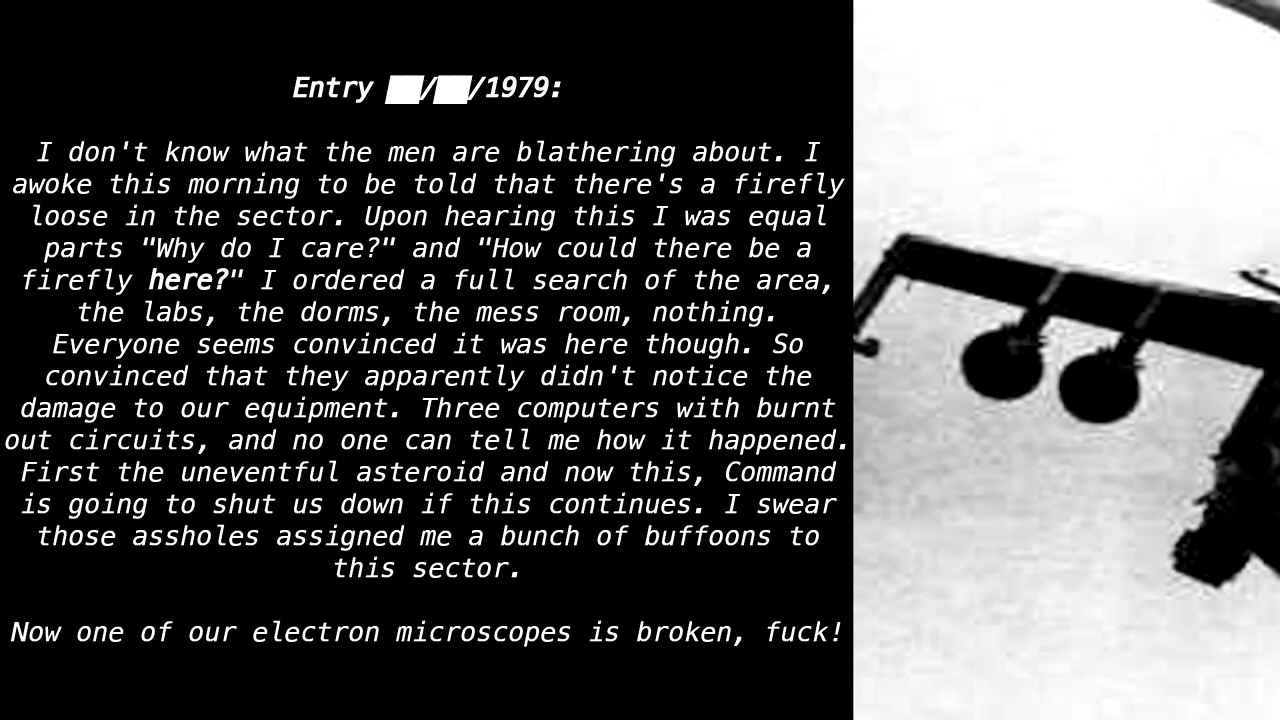 Entry ██/██/1979:
I don't know what the men are blathering about. I
awoke this morning to be told that there's a firefly
loose in the sector. Upon hearing this I was equal
parts "Why do I care?" and "How could there be a
firefly here?" I ordered a full search of the area,
the labs, the dorms, the mess room, nothing.
Everyone seems convinced it was here though. So
convinced that they apparently didn't notice the
damage to our equipment. Three computers with burnt
out circuits, and no one can tell me how it happened.
First the uneventful asteroid and now this, Command
is going to shut us down if this continues. I swear
those assholes assigned me a bunch of buffoons to
this sector.
Now one of our electron microscopes is broken, fuck!